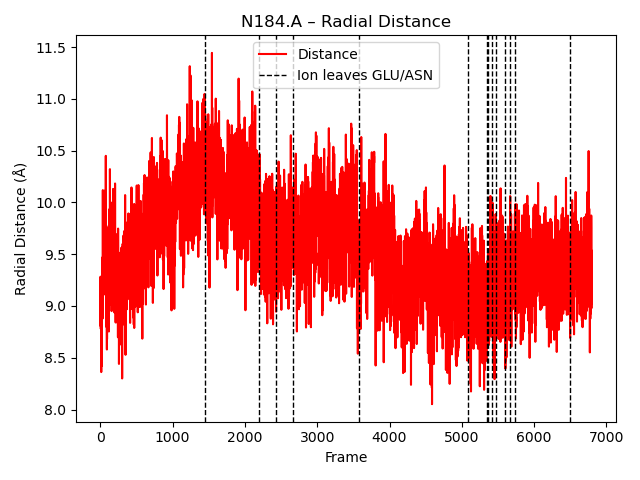 N184.A – Radial Distance
Distance
Ion leaves GLU/ASN
Radial Distance (Å)
11.5
11.0
10.5
10.0
9.5
9.0
8.5
8.0
0 1000 2000 3000 4000 5000 6000 7000
Frame